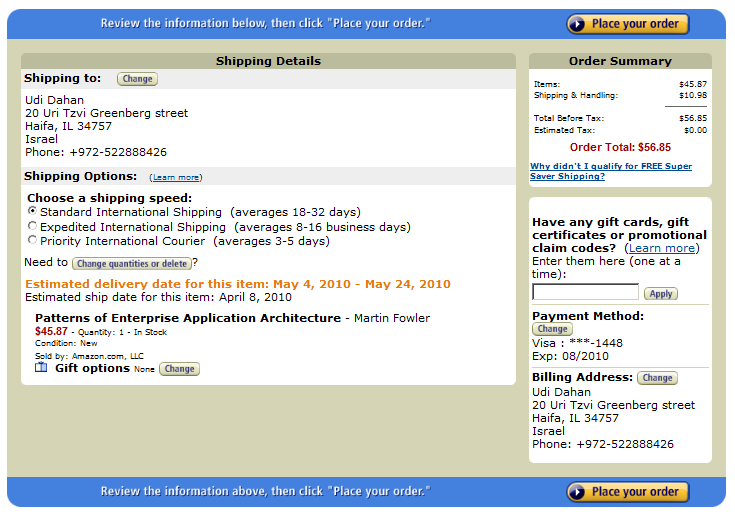 Review the information below, then click "Place your order."
Place your order
Shipping Details
Shipping to: Change
Udi Dahan
20 Uri Tzvi Greenberg street
Haifa, IL 34757
Israel
Phone: +972-522888426
Shipping Options: (Learn more)
Choose a shipping speed:
Standard International Shipping (averages 18-32 days)
Expedited International Shipping (averages 8-16 business days)
Priority International Courier (averages 3-5 days)
Need to Change quantities or delete?
Estimated delivery date for this item: May 4, 2010 - May 24, 2010
Estimated ship date for this item: April 8, 2010
Patterns of Enterprise Application Architecture - Martin Fowler
$45.87 - Quantity: 1 - In Stock
Condition: New
Sold by: Amazon.com, LLC
Gift options None Change
Order Summary
Items: $45.87
Shipping & Handling: $10.98
Total Before Tax: $56.85
Estimated Tax: $0.00
Order Total: $56.85
Why didn't I qualify for FREE Super
Saver Shipping?
Have any gift cards, gift
certificates or promotional
claim codes? (Learn more)
Enter them here (one at a
time):
Apply
Payment Method:
Change
Visa : ***-1448
Exp: 08/2010
Billing Address: Change
Udi Dahan
20 Uri Tzvi Greenberg street
Haifa, IL 34757
Israel
Phone: +972-522888426
Review the information above, then click "Place your order."
Place your order